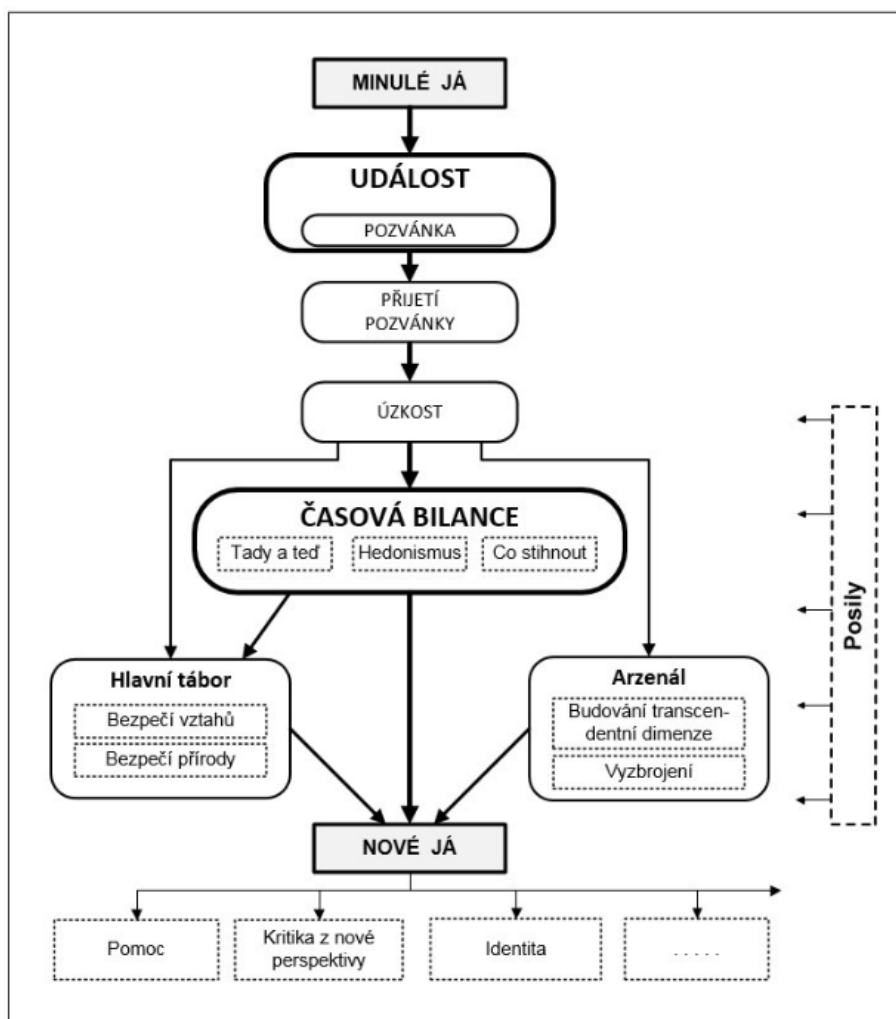 MINULÉ JÁ
UDÁLOST
POZVÁNKA
PŘIJETÍ
POZVÁNKY
ÚZKOST
ČASOVÁ BILANCE
Tady a teď
Hedonismus
Co stihnout
Hlavní tábor
Bezpečí vztahů
Bezpečí přírody
Arzenál
Budování transcen-
dentní dimenze
Vyzbrojení
Posily
NOVÉ JÁ
Pomoc
Kritika z nové
perspektivy
Identita
. . . . .